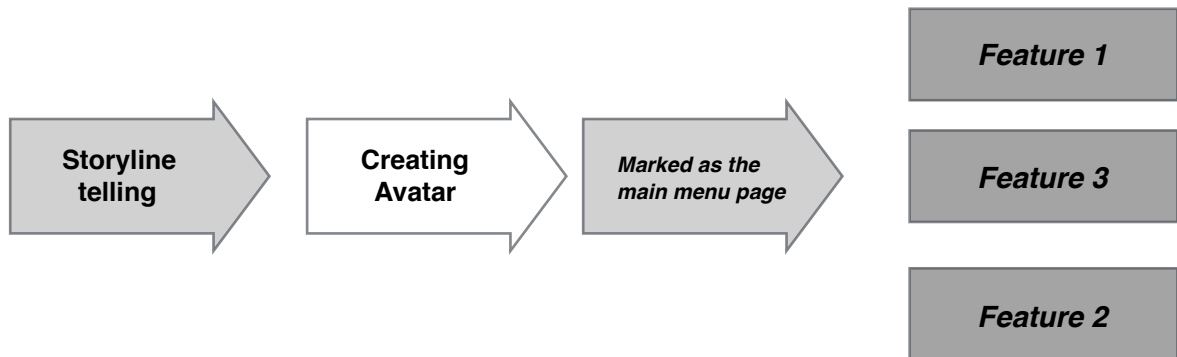 Storyline
telling
Creating
Avatar
Marked as the
main menu page
Feature 1
Feature 3
Feature 2